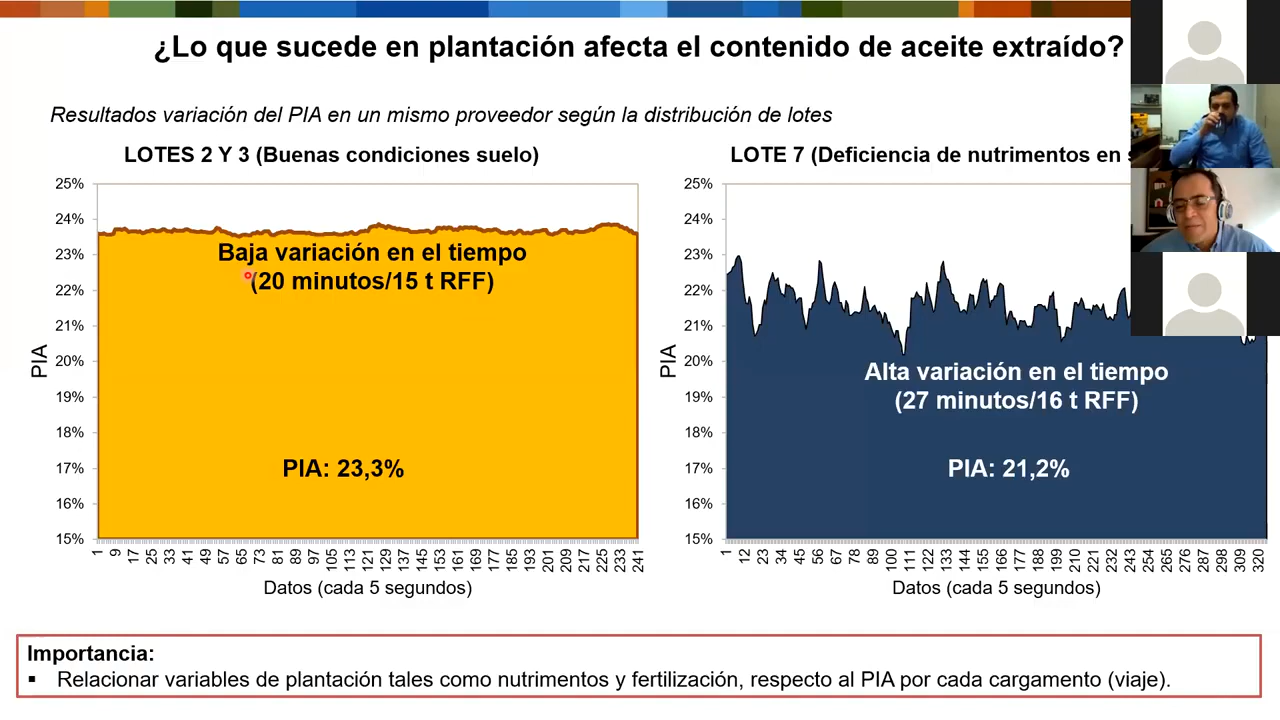 ¿Lo que sucede en plantación afecta el contenido de aceite extraído?
Resultados variación del PIA en un mismo proveedor según la distribución de lotes
LOTES 2 Y 3 (Buenas condiciones suelo)
25%
24%
23%
22%
21%
20%
19%
18%
17%
16%
15%
PIA
Baja variación en el tiempo
(20 minutos/15 t RFF)
PIA: 23,3%
1 9 17 25 33 41 49 57 65 73 81 89 97 105 113 121 129 137 145 153 161 169 177 185 193 201 209 217 225 233 241
Datos (cada 5 segundos)
LOTE 7 (Deficiencia de nutrimentos en
25%
24%
23%
22%
21%
20%
19%
18%
17%
16%
15%
PIA
Alta variación en el tiempo
(27 minutos/16 t RFF)
PIA: 21,2%
1 12 23 34 45 56 67 78 89 100 111 122 133 144 155 166 177 188 199 210 221 232 243 254 265 276 287 298 309 320
Datos (cada 5 segundos)
Importancia:
▪ Relacionar variables de plantación tales como nutrimentos y fertilización, respecto al PIA por cada cargamento (viaje).